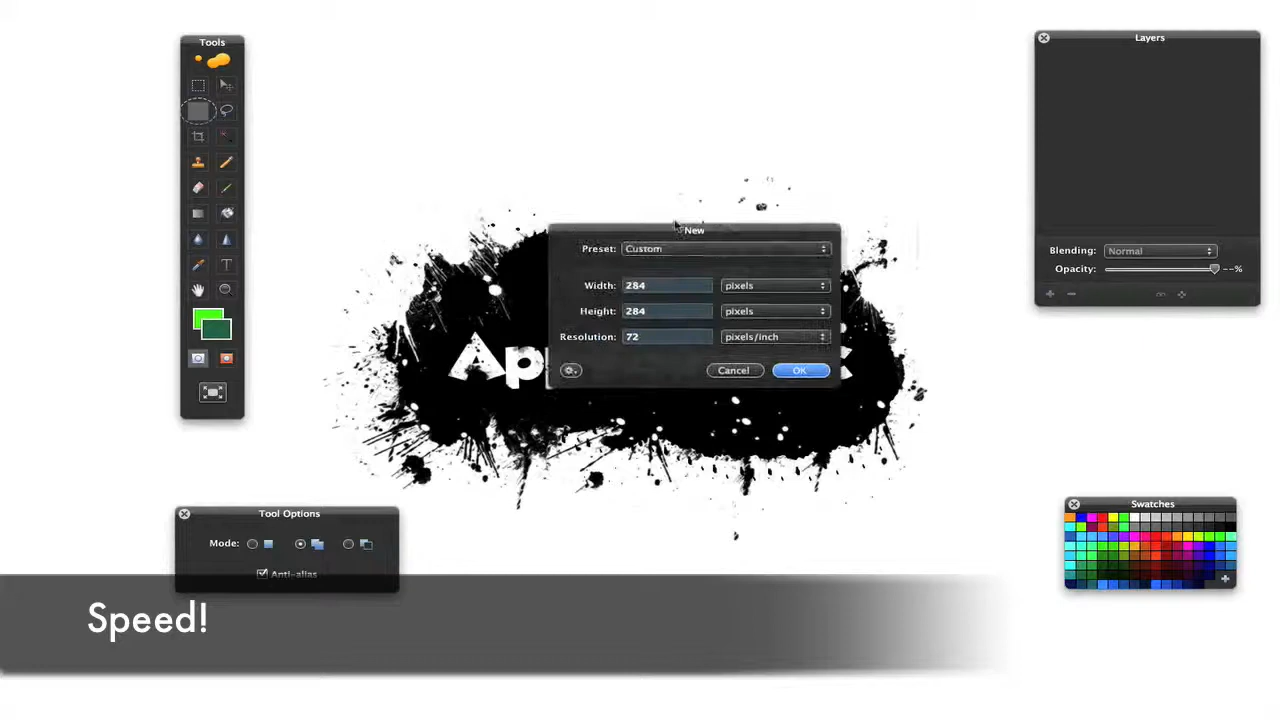 Tools
Layers
New
Preset: Custom
Width: 284 pixels
Height: 284 pixels
Resolution: 72 pixels/inch
Cancel OK
Blending: Normal
Opacity: --%
Ap
Tool Options
Mode:
Anti-alias
Swatches
Speed!